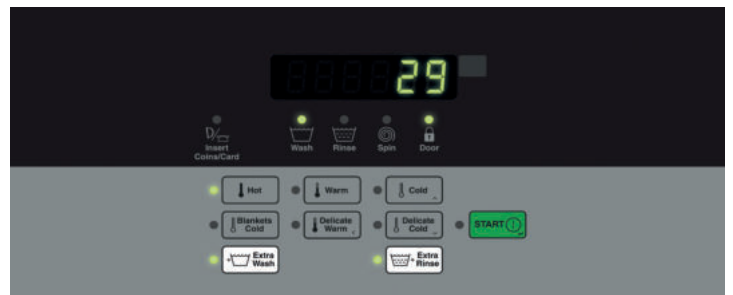 29
Insert
Coins/Card
Wash
Rinse
Spin
Door
Hot
Warm
Cold
Blankets
Cold
Delicate
Warm
Delicate
Cold
START
Extra
Wash
Extra
Rinse